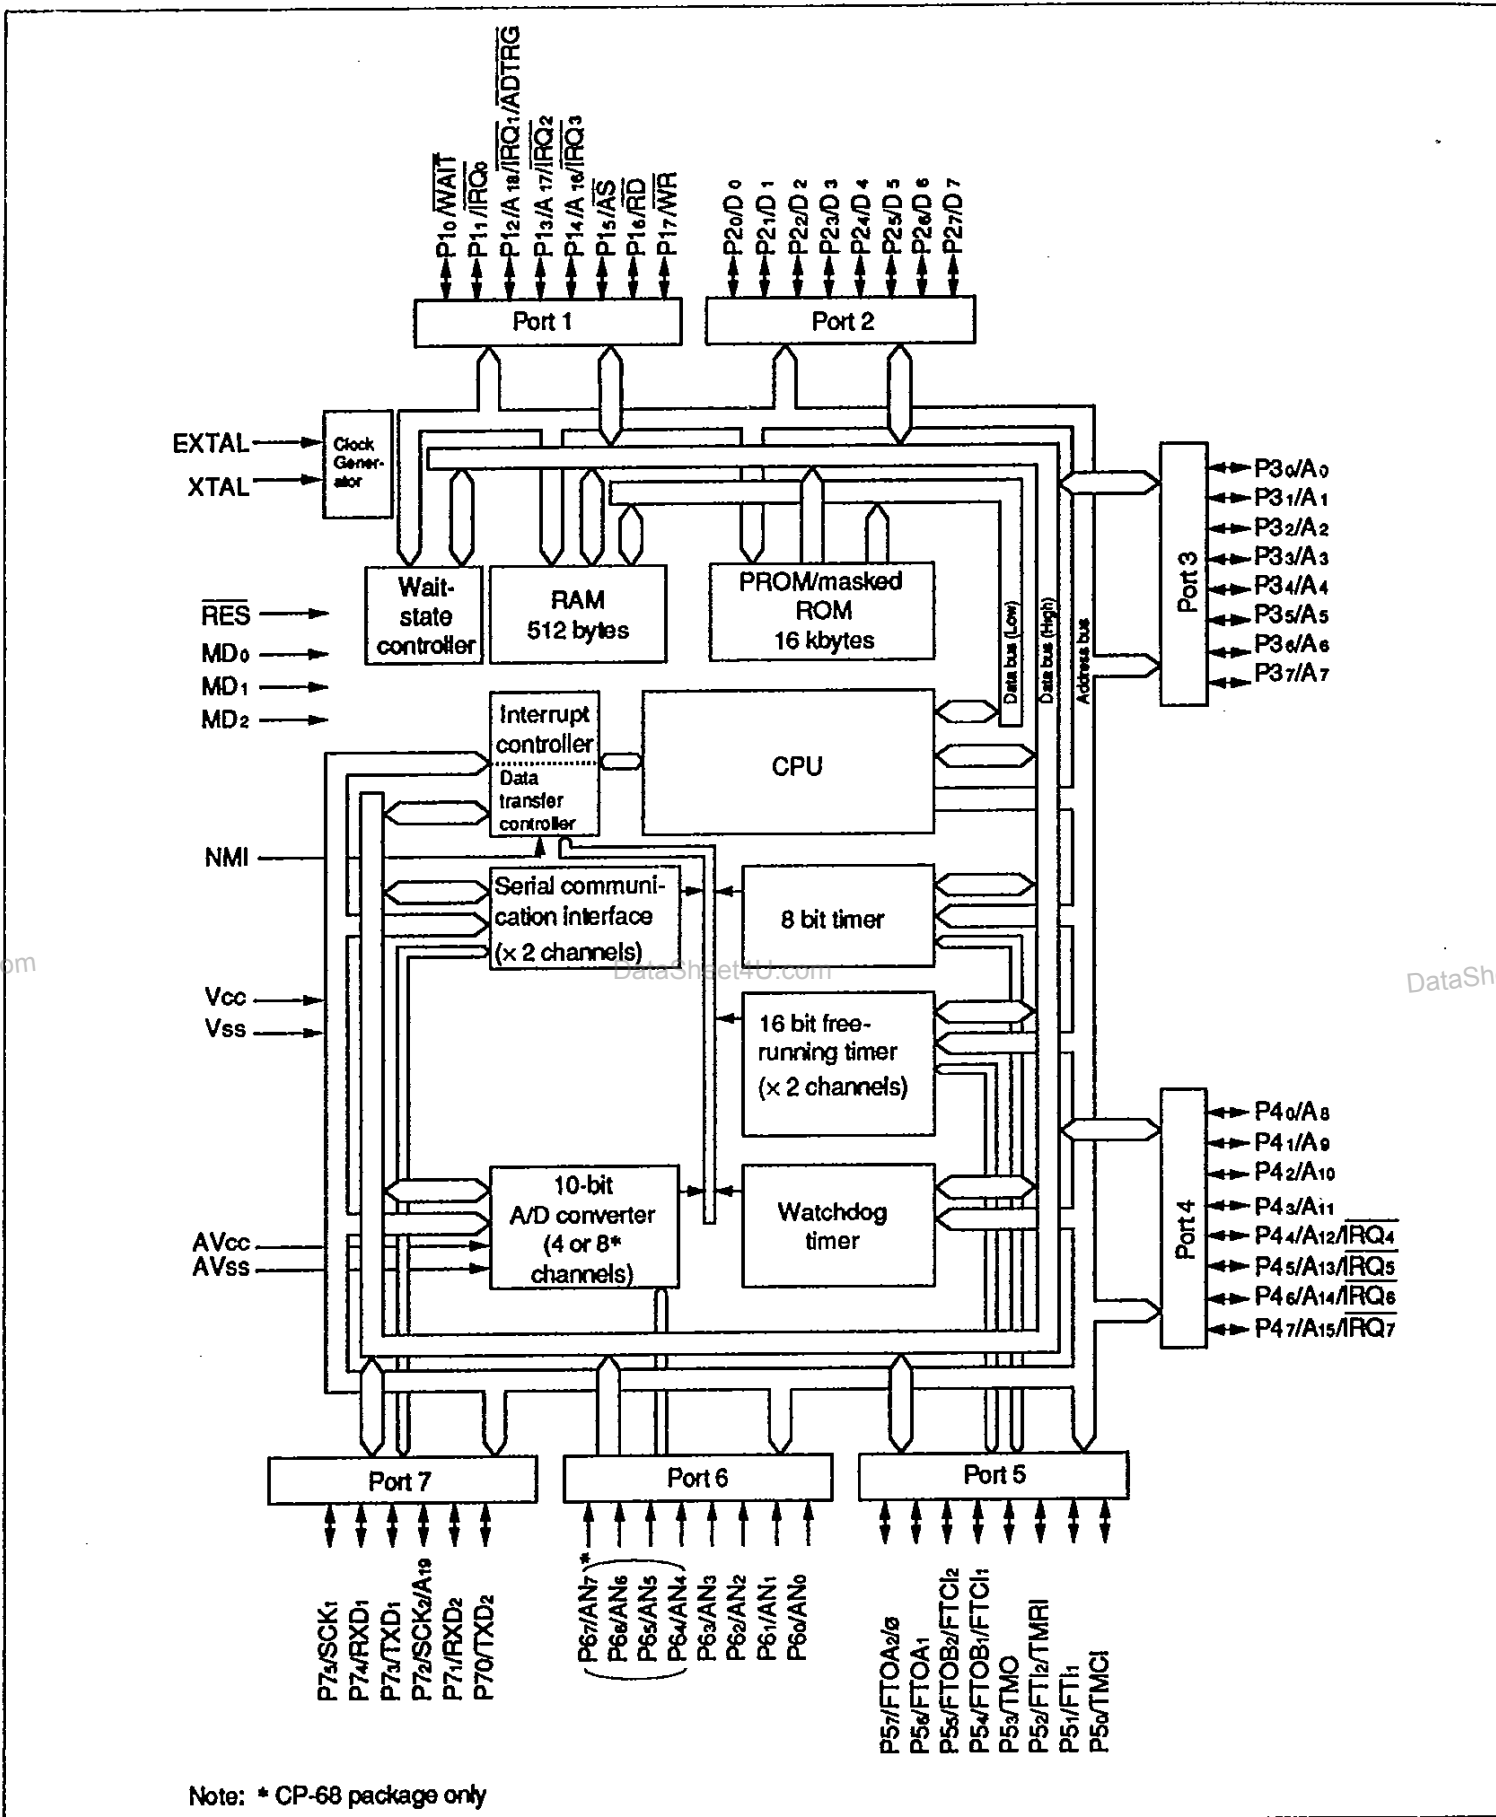 P10/WAIT
P11/IRQ0
P12/A18/IRQ1/ADTRG
P13/A17/IRQ2
P14/A16/IRQ3
P15/AS
P16/RD
P17/WR
P20/D0
P21/D1
P22/D2
P23/D3
P24/D4
P25/D5
P26/D6
P27/D7
Port 1
Port 2
EXTAL
XTAL
Clock
Gener-
ator
P30/A0
P31/A1
P32/A2
P33/A3
P34/A4
P35/A5
P36/A6
P37/A7
Port 3
RES
MD0
MD1
MD2
Wait-
state
controller
RAM
512 bytes
PROM/masked
ROM
16 kbytes
Data bus (Low)
Data bus (High)
Address bus
Interrupt
controller
Data
transfer
controller
CPU
NMI
Serial communi-
cation interface
(× 2 channels)
8 bit timer
om
DataSheet4U.com
DataSh
Vcc
Vss
16 bit free-
running timer
(× 2 channels)
P40/A8
P41/A9
P42/A10
P43/A11
P44/A12/IRQ4
P45/A13/IRQ5
P46/A14/IRQ6
P47/A15/IRQ7
Port 4
10-bit
A/D converter
(4 or 8*
channels)
Watchdog
timer
AVcc
AVss
Port 7
Port 6
Port 5
P75/SCK1
P74/RXD1
P73/TXD1
P72/SCK2/A19
P71/RXD2
P70/TXD2
P67/AN7 *
P66/AN6
P65/AN5
P64/AN4
P63/AN3
P62/AN2
P61/AN1
P60/AN0
P57/FTOA2/ø
P56/FTOA1
P55/FTOB2/FTCI2
P54/FTOB1/FTCI1
P53/TMO
P52/FTI2/TMRI
P51/FTI1
P50/TMCI
Note: * CP-68 package only